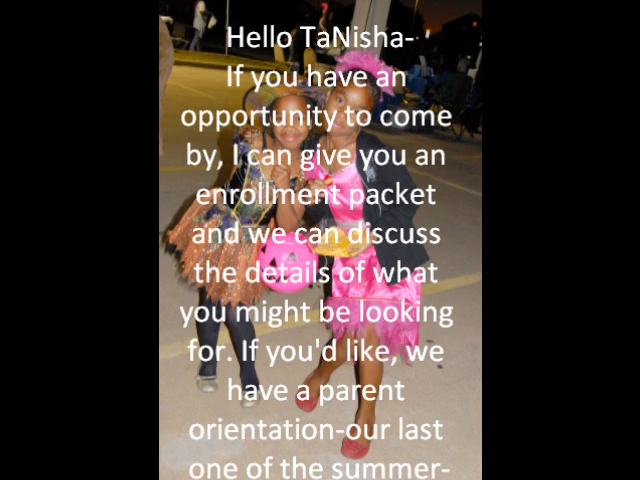 Hello TaNisha-
If you have an
opportunity to come
by, I can give you an
enrollment packet
and we can discuss
the details of what
you might be looking
for. If you'd like, we
have a parent
orientation-our last
one of the summer-